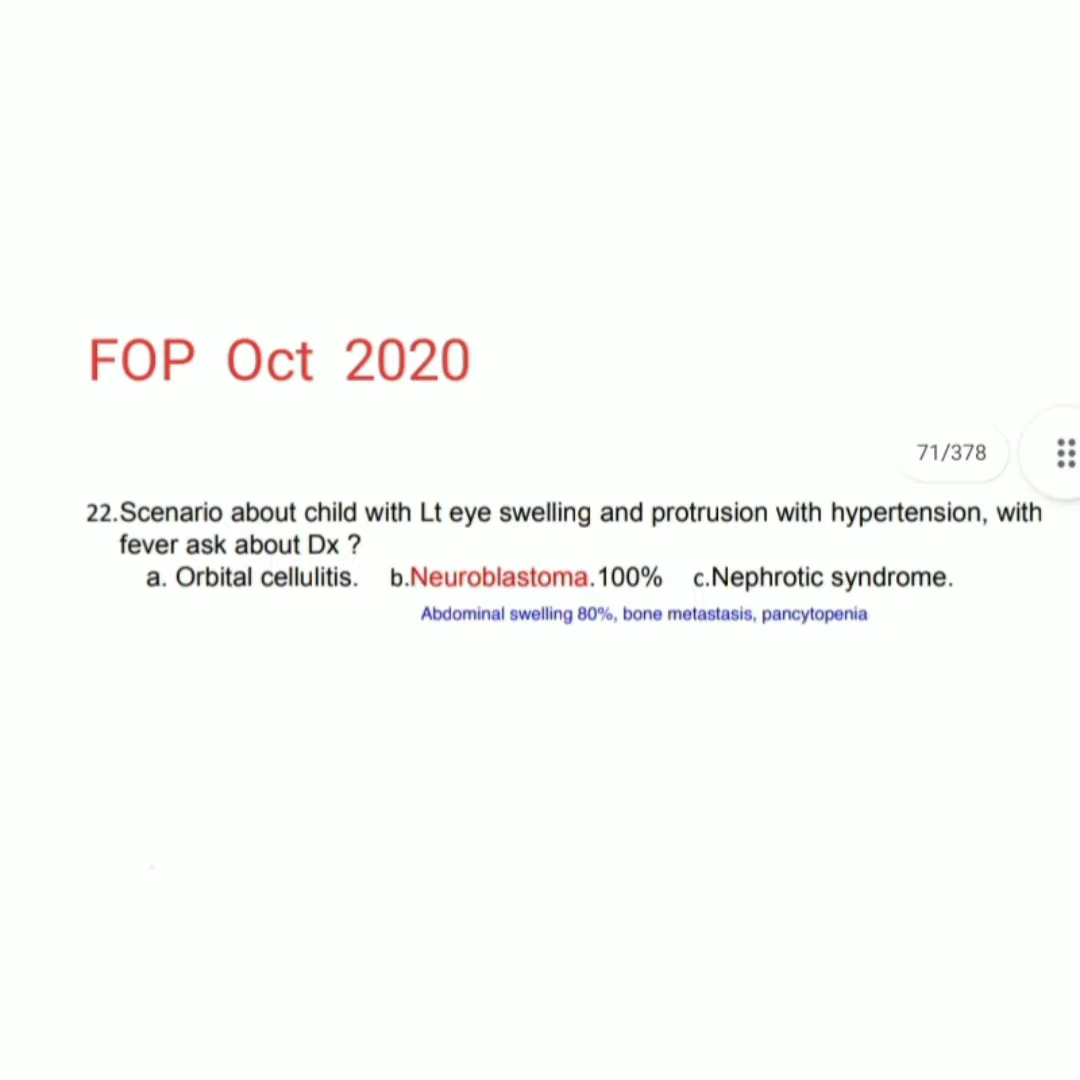 FOP Oct 2020
71/378
22.Scenario about child with Lt eye swelling and protrusion with hypertension, with
fever ask about Dx ?
a. Orbital cellulitis. b.Neuroblastoma.100% c.Nephrotic syndrome.
Abdominal swelling 80%, bone metastasis, pancytopenia